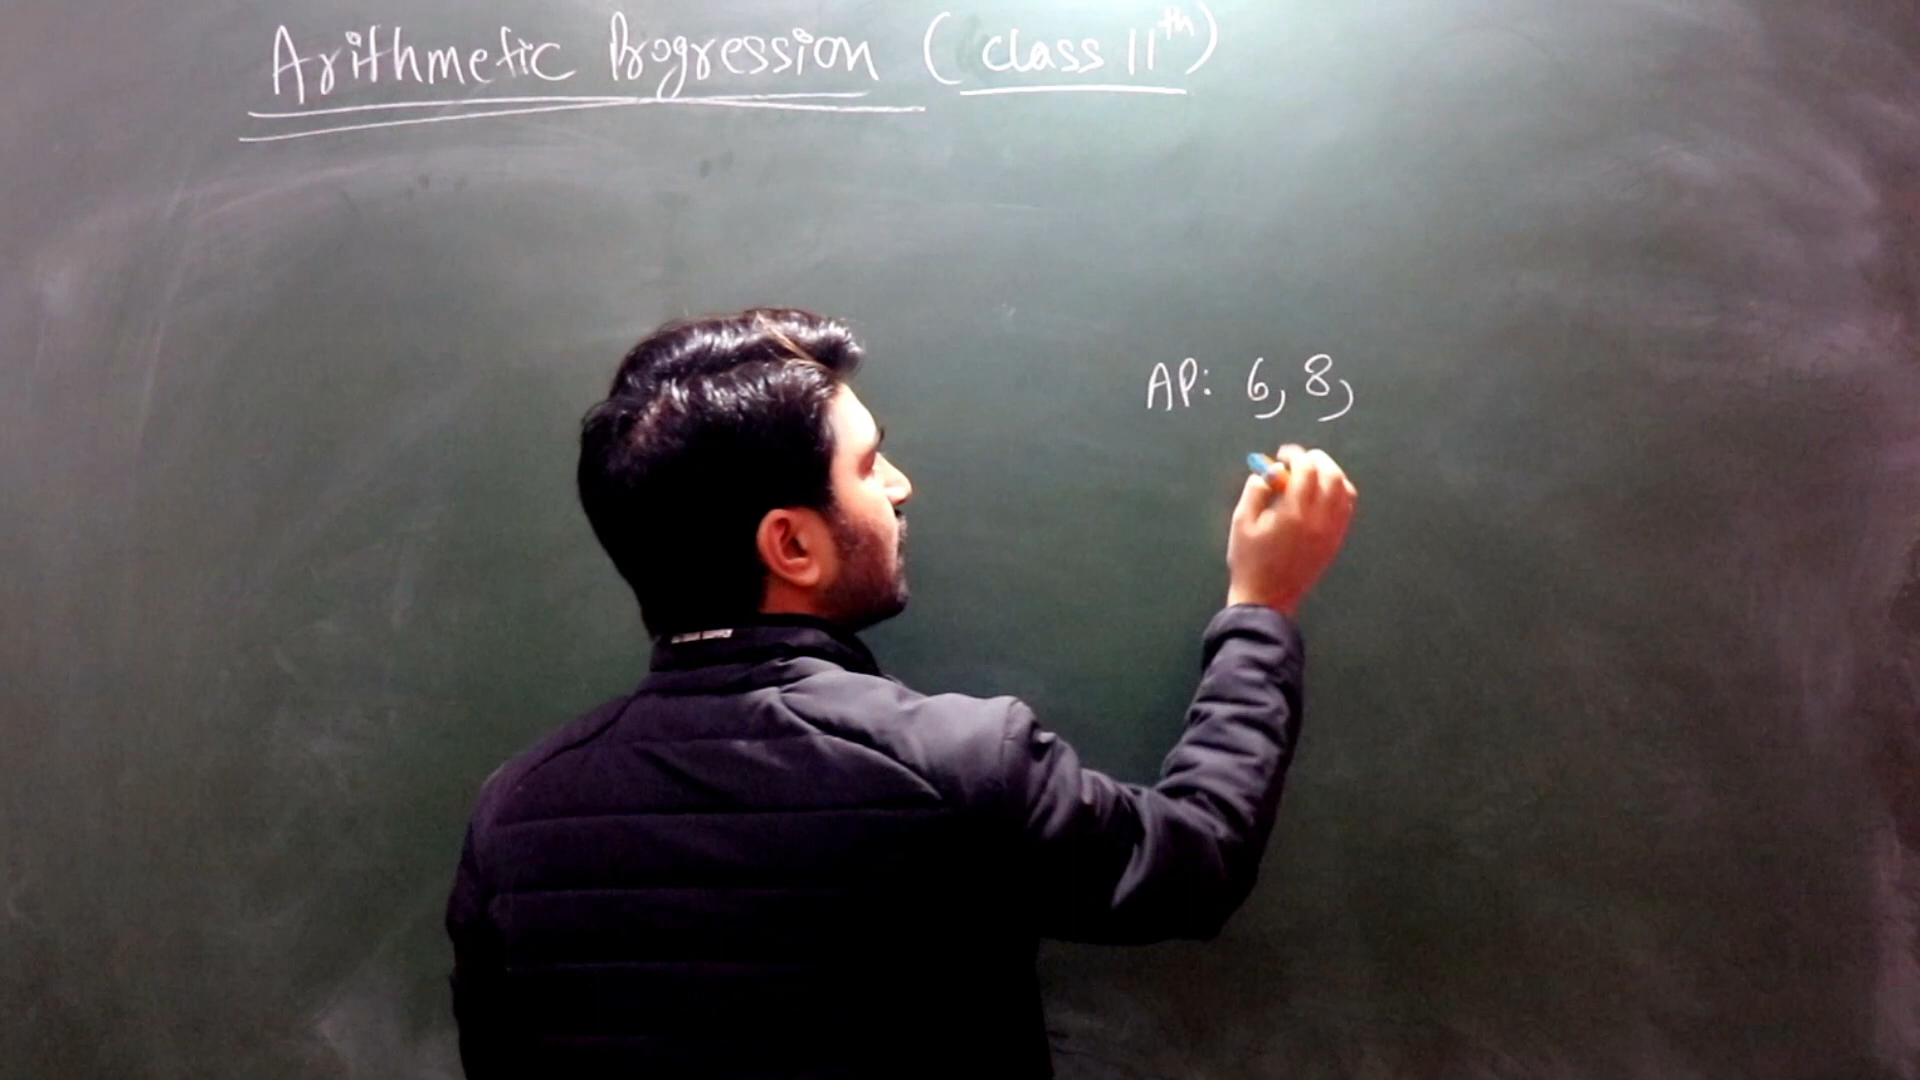 Arithmetic Progression (class 11th)
AP: 6, 8,